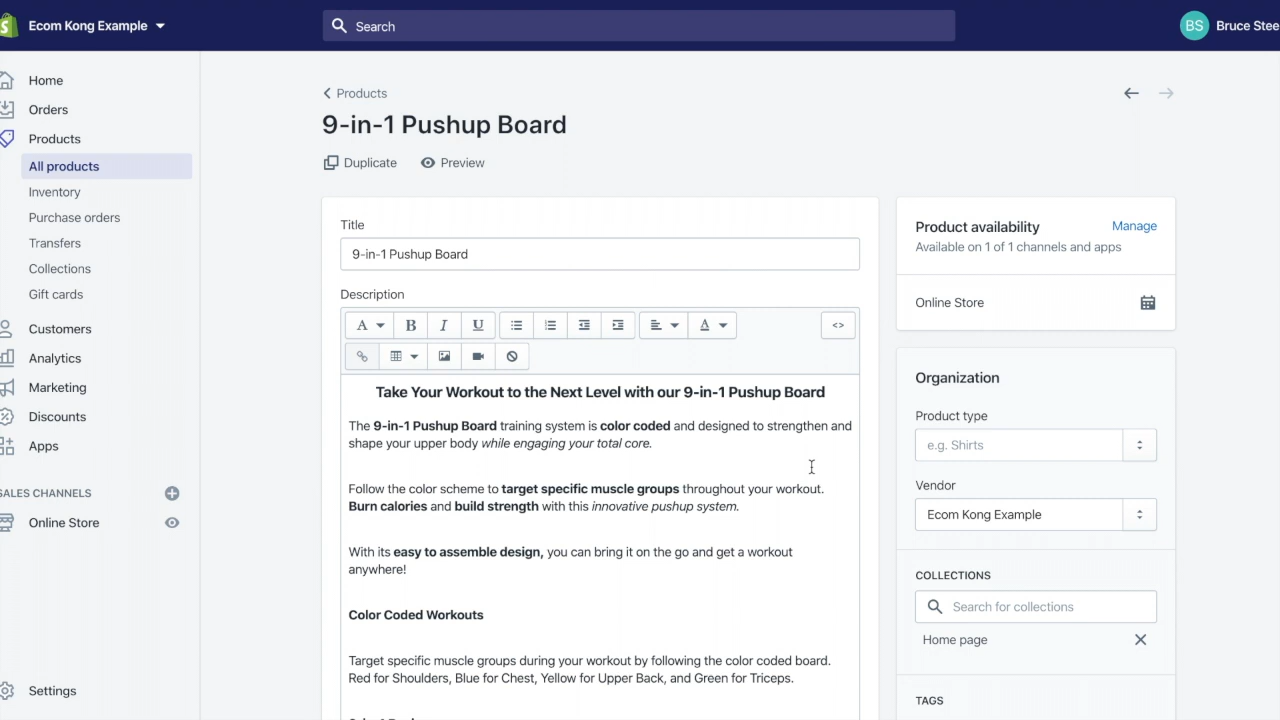 Ecom Kong Example
Search
BS
Bruce Stee
Home
Orders
Products
All products
Inventory
Purchase orders
Transfers
Collections
Gift cards
Customers
Analytics
Marketing
Discounts
Apps
SALES CHANNELS
Online Store
Settings
Products
9-in-1 Pushup Board
Duplicate
Preview
Title
9-in-1 Pushup Board
Description
A B I U A <>
Take Your Workout to the Next Level with our 9-in-1 Pushup Board
The 9-in-1 Pushup Board training system is color coded and designed to strengthen and
shape your upper body while engaging your total core.
Follow the color scheme to target specific muscle groups throughout your workout.
Burn calories and build strength with this innovative pushup system.
With its easy to assemble design, you can bring it on the go and get a workout
anywhere!
Color Coded Workouts
Target specific muscle groups during your workout by following the color coded board.
Red for Shoulders, Blue for Chest, Yellow for Upper Back, and Green for Triceps.
Product availability
Manage
Available on 1 of 1 channels and apps
Online Store
Organization
Product type
e.g. Shirts
Vendor
Ecom Kong Example
COLLECTIONS
Search for collections
Home page
TAGS